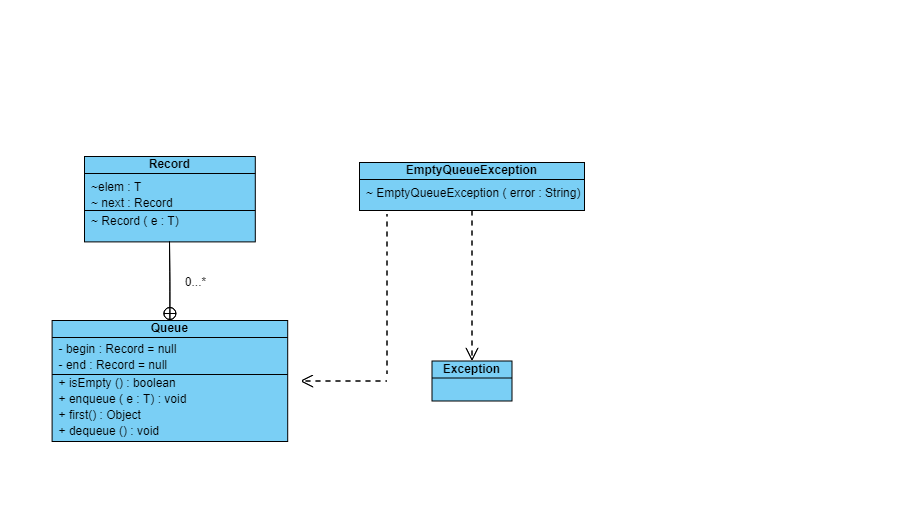 Record
~elem : T
~ next : Record
~ Record ( e : T)
EmptyQueueException
~ EmptyQueueException ( error : String)
0...*
Queue
- begin : Record = null
- end : Record = null
+ isEmpty () : boolean
+ enqueue ( e : T) : void
+ first() : Object
+ dequeue () : void
Exception